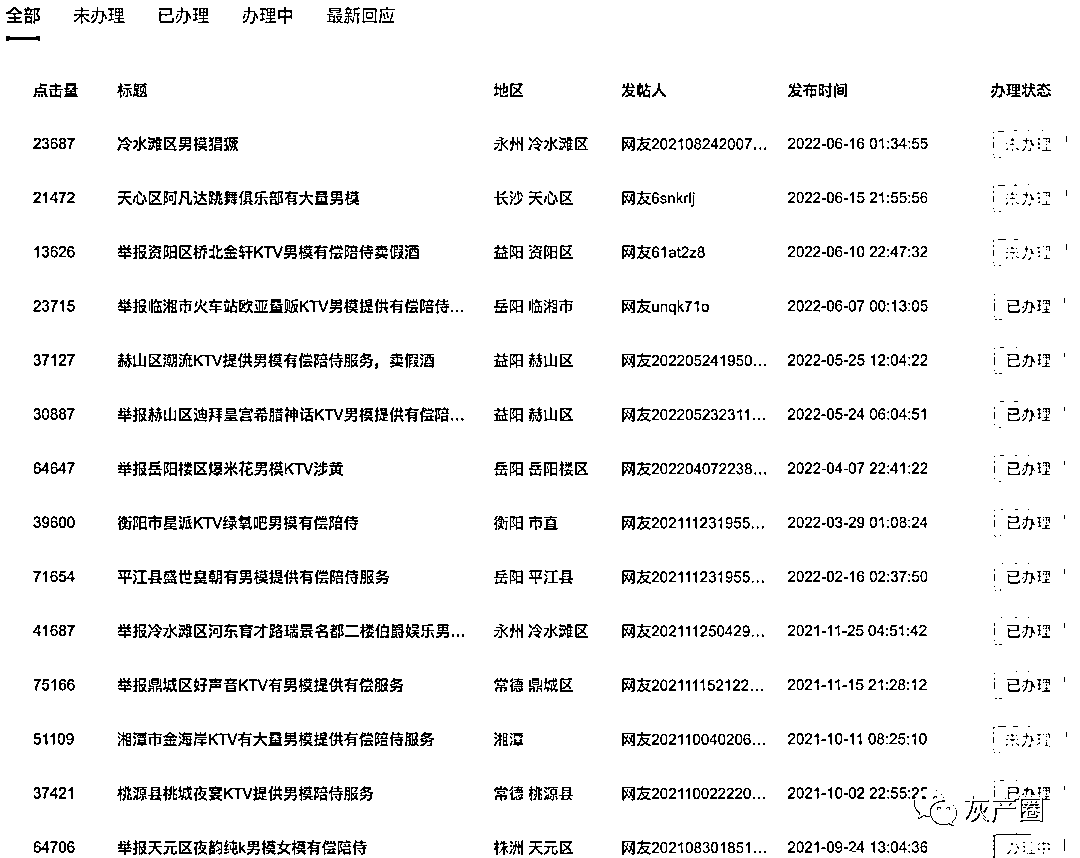 全部 未办理 已办理 办理中 最新回应
点击量 标题 地区 发帖人 发布时间 办理状态
23687 冷水滩区男模猖獗 永州 冷水滩区 网友202108242007... 2022-06-16 01:34:55 未办理
21472 天心区阿凡达跳舞俱乐部有大量男模 长沙 天心区 网友6snkrlj 2022-06-15 21:55:56 未办理
13626 举报资阳区桥北金轩KTV男模有偿陪侍卖假酒 益阳 资阳区 网友61at2z8 2022-06-10 22:47:32 未办理
23715 举报临湘市火车站欧亚量贩KTV男模提供有偿陪侍... 岳阳 临湘市 网友unqk71o 2022-06-07 00:13:05 已办理
37127 赫山区潮流KTV提供男模有偿陪侍服务，卖假酒 益阳 赫山区 网友202205241950... 2022-05-25 12:04:22 已办理
30887 举报赫山区迪拜皇宫希腊神话KTV男模提供有偿陪... 益阳 赫山区 网友202205232311... 2022-05-24 06:04:51 已办理
64647 举报岳阳楼区爆米花男模KTV涉黄 岳阳 岳阳楼区 网友202204072238... 2022-04-07 22:41:22 已办理
39600 衡阳市星派KTV绿氧吧男模有偿陪侍 衡阳 市直 网友202111231955... 2022-03-29 01:08:24 已办理
71654 平江县盛世皇朝有男模提供有偿陪侍服务 岳阳 平江县 网友202111231955... 2022-02-16 02:37:50 已办理
41687 举报冷水滩区河东育才路瑞景名都二楼伯爵娱乐男... 永州 冷水滩区 网友202111250429... 2021-11-25 04:51:42 已办理
75166 举报鼎城区好声音KTV有男模提供有偿服务 常德 鼎城区 网友202111152122... 2021-11-15 21:28:12 已办理
51109 湘潭市金海岸KTV有大量男模提供有偿陪侍服务 湘潭 网友202110040206... 2021-10-11 08:25:10 未办理
37421 桃源县桃城夜宴KTV提供男模陪侍服务 常德 桃源县 网友202110022220... 2021-10-02 22:55:2 已办理
64706 举报天元区夜韵纯k男模女模有偿陪侍 株洲 天元区 网友202108301851... 2021-09-24 13:04:36 办理中
灰产圈